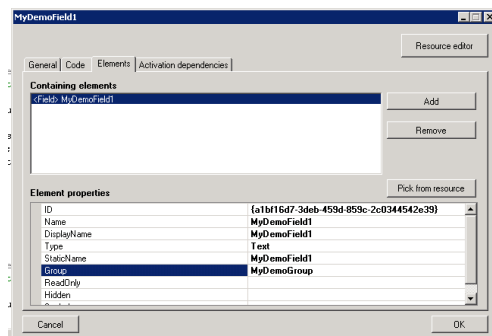 MyDemoField1
Resource editor
General
Code
Elements
Activation dependencies
Containing elements
<Field> MyDemoField1
Add
Remove
Pick from resource
Element properties
ID {a1bf16d7-3deb-459d-859c-2c0344542e39}
Name MyDemoField1
DisplayName MyDemoField1
Type Text
StaticName MyDemoField1
Group MyDemoGroup
ReadOnly
Hidden
Cancel
OK